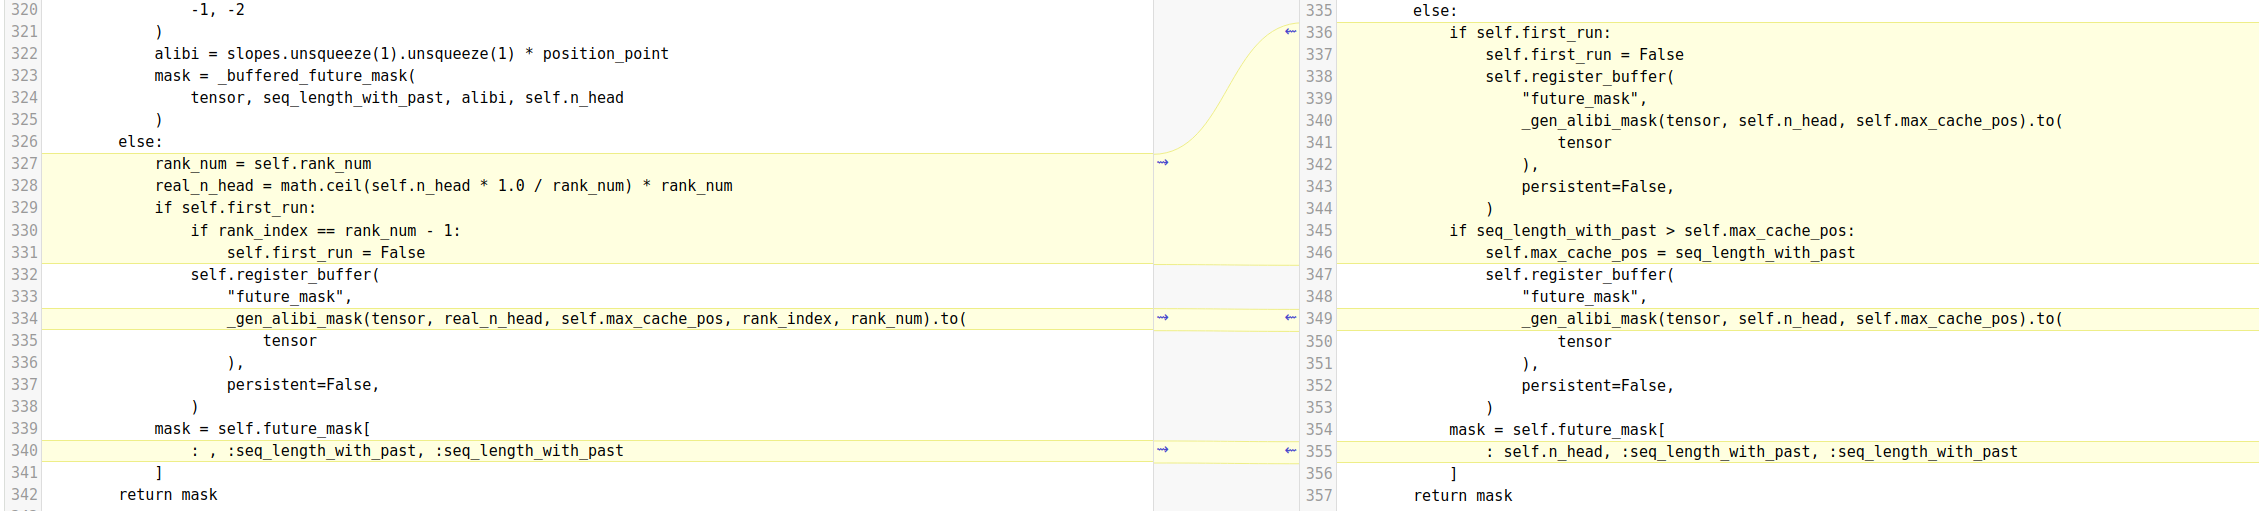 320                 -1, -2
321             )
322             alibi = slopes.unsqueeze(1).unsqueeze(1) * position_point
323             mask = _buffered_future_mask(
324                 tensor, seq_length_with_past, alibi, self.n_head
325             )
326         else:
327             rank_num = self.rank_num
328             real_n_head = math.ceil(self.n_head * 1.0 / rank_num) * rank_num
329             if self.first_run:
330                 if rank_index == rank_num - 1:
331                     self.first_run = False
332                 self.register_buffer(
333                     "future_mask",
334                     _gen_alibi_mask(tensor, real_n_head, self.max_cache_pos, rank_index, rank_num).to(
335                         tensor
336                     ),
337                     persistent=False,
338                 )
339             mask = self.future_mask[
340                 : , :seq_length_with_past, :seq_length_with_past
341             ]
342         return mask
335         else:
336             if self.first_run:
337                 self.first_run = False
338                 self.register_buffer(
339                     "future_mask",
340                     _gen_alibi_mask(tensor, self.n_head, self.max_cache_pos).to(
341                         tensor
342                     ),
343                     persistent=False,
344                 )
345             if seq_length_with_past > self.max_cache_pos:
346                 self.max_cache_pos = seq_length_with_past
347                 self.register_buffer(
348                     "future_mask",
349                     _gen_alibi_mask(tensor, self.n_head, self.max_cache_pos).to(
350                         tensor
351                     ),
352                     persistent=False,
353                 )
354             mask = self.future_mask[
355                 : self.n_head, :seq_length_with_past, :seq_length_with_past
356             ]
357         return mask